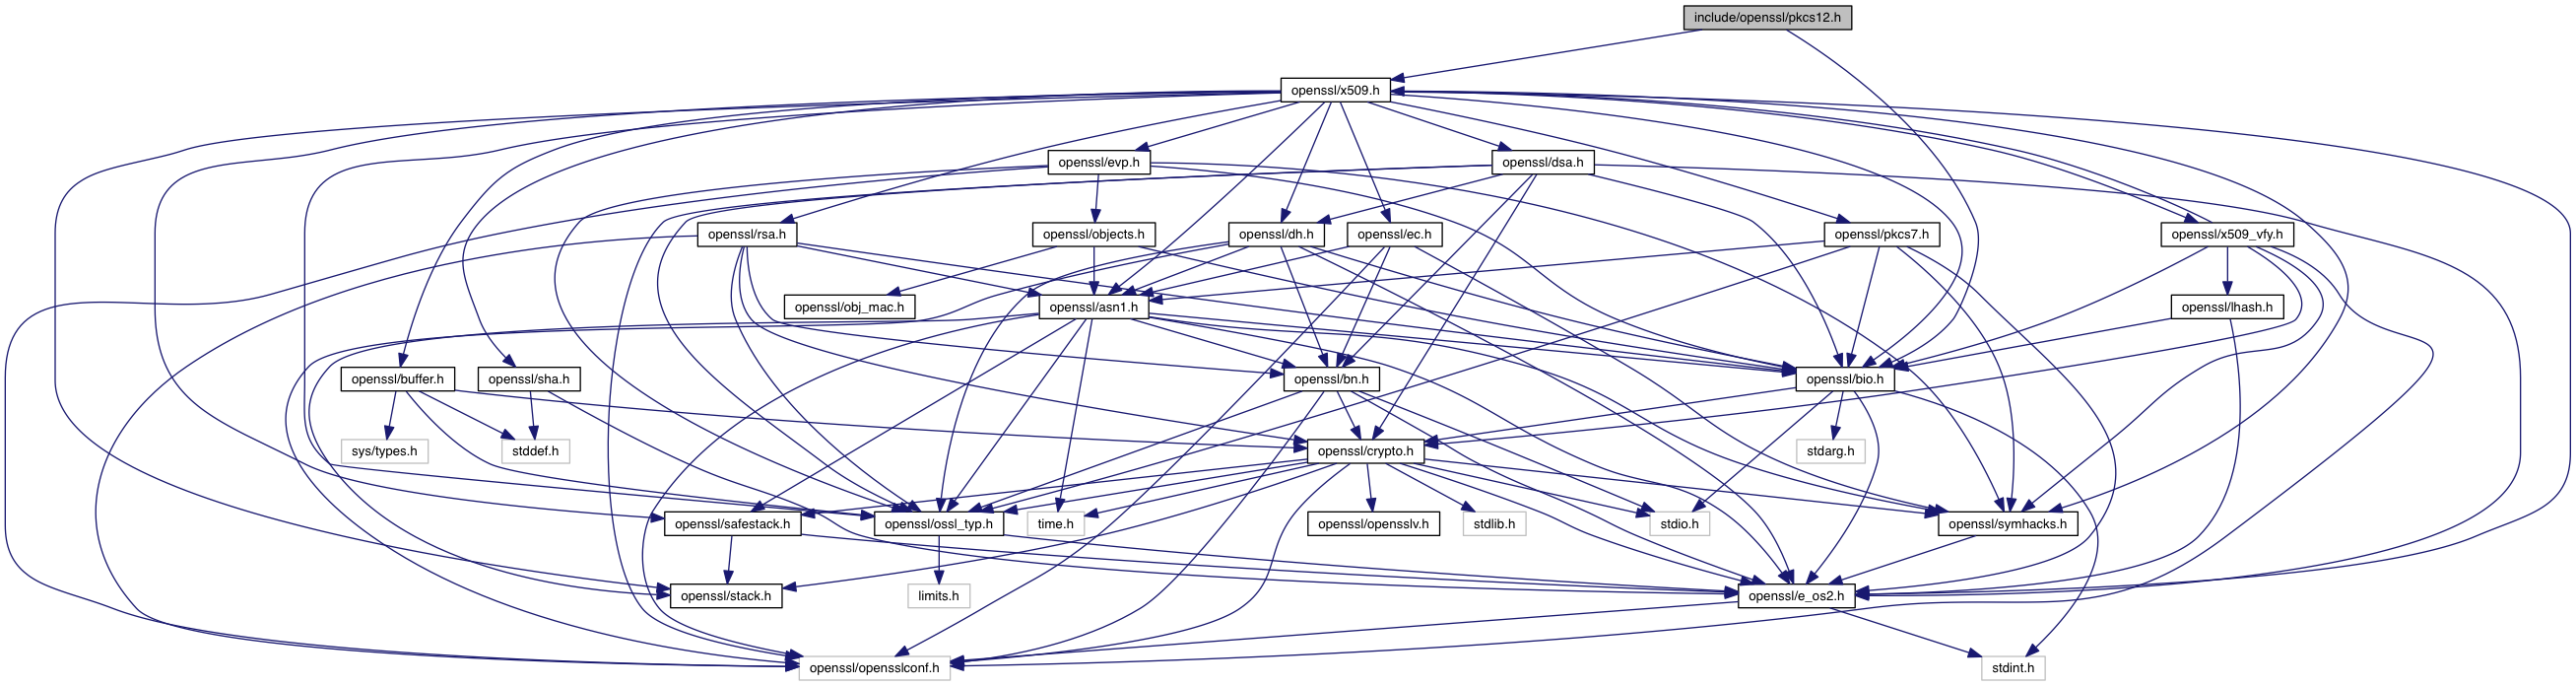 include/openssl/pkcs12.h
openssl/x509.h
openssl/evp.h
openssl/dsa.h
openssl/rsa.h
openssl/objects.h
openssl/dh.h
openssl/ec.h
openssl/pkcs7.h
openssl/x509_vfy.h
openssl/obj_mac.h
openssl/asn1.h
openssl/lhash.h
openssl/buffer.h
openssl/sha.h
openssl/bn.h
openssl/bio.h
sys/types.h
stddef.h
openssl/crypto.h
stdarg.h
openssl/safestack.h
openssl/ossl_typ.h
time.h
openssl/opensslv.h
stdlib.h
stdio.h
openssl/symhacks.h
openssl/stack.h
limits.h
openssl/e_os2.h
openssl/opensslconf.h
stdint.h